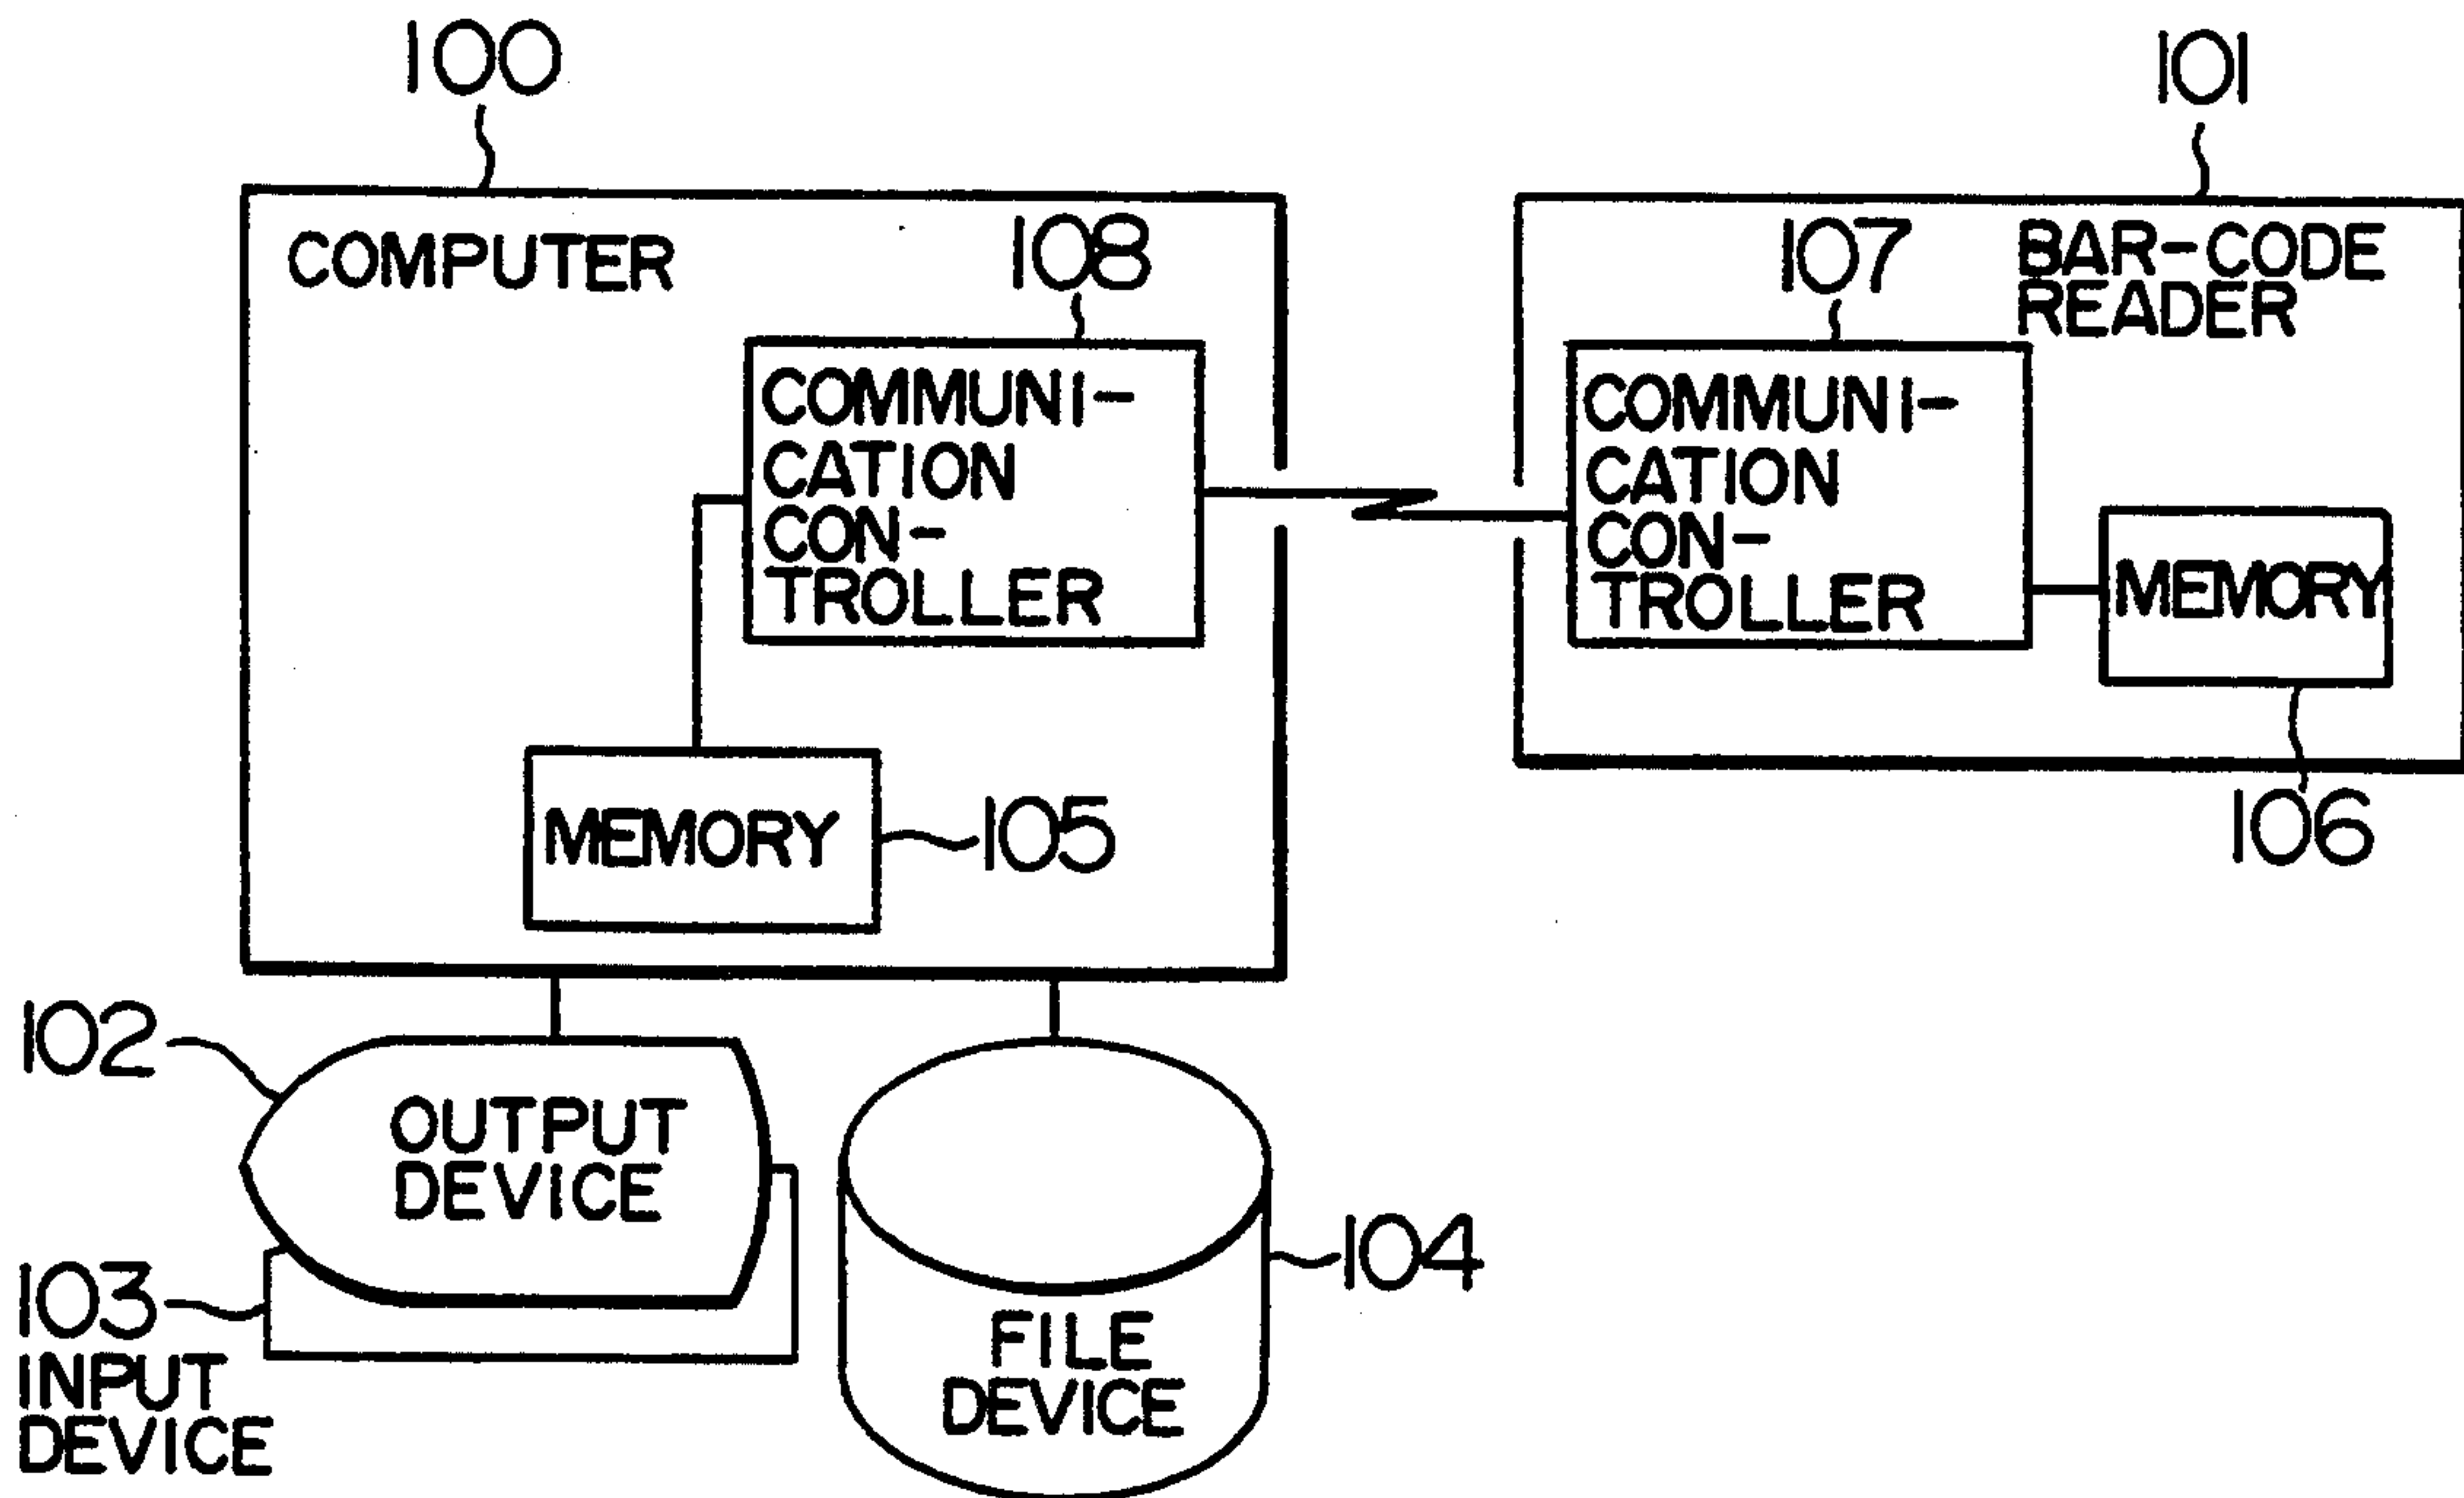 100
101
COMPUTER
108
107
BAR-CODE
READER
COMMUNI-
CATION
CON-
TROLLER
COMMUNI-
CATION
CON-
TROLLER
MEMORY
106
MEMORY
105
102
OUTPUT
DEVICE
103
INPUT
DEVICE
104
FILE
DEVICE